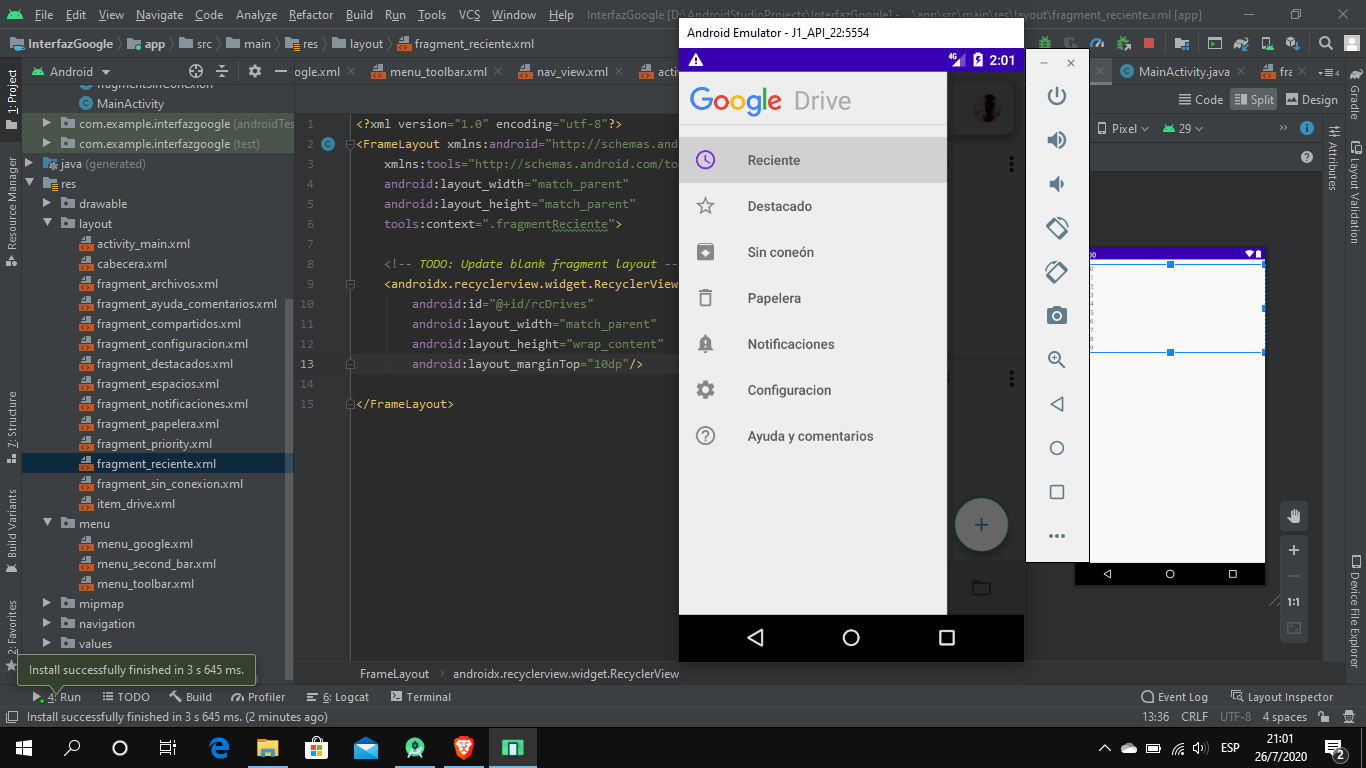 File Edit View Navigate Code Analyze Refactor Build Run Tools VCS Window Help InterfazGoogle [D:\AndroidStudioProjects\InterfazGoogle] - ...\app\src\main\res\layout\fragment_reciente.xml [app]
InterfazGoogle app src main res layout fragment_reciente.xml
Android
ogle.xml menu_toolbar.xml nav_view.xml acti
MainActivity.java fra
Code Split Design
Pixel 29
1: Project
Resource Manager
7: Structure
Build Variants
2: Favorites
fragmentSinConexion
MainActivity
com.example.interfazgoogle (androidTes
com.example.interfazgoogle (test)
java (generated)
res
drawable
layout
activity_main.xml
cabecera.xml
fragment_archivos.xml
fragment_ayuda_comentarios.xml
fragment_compartidos.xml
fragment_configuracion.xml
fragment_destacados.xml
fragment_espacios.xml
fragment_notificaciones.xml
fragment_papelera.xml
fragment_priority.xml
fragment_reciente.xml
fragment_sin_conexion.xml
item_drive.xml
menu
menu_google.xml
menu_second_bar.xml
menu_toolbar.xml
mipmap
navigation
values
1 <?xml version="1.0" encoding="utf-8"?>
2 <FrameLayout xmlns:android="http://schemas.and
3 xmlns:tools="http://schemas.android.com/to
4 android:layout_width="match_parent"
5 android:layout_height="match_parent"
6 tools:context=".fragmentReciente">
7
8 <!-- TODO: Update blank fragment layout --
9 <androidx.recyclerview.widget.RecyclerView
10 android:id="@+id/rcDrives"
11 android:layout_width="match_parent"
12 android:layout_height="wrap_content"
13 android:layout_marginTop="10dp"/>
14
15 </FrameLayout>
Android Emulator - J1_API_22:5554
4G 2:01
Google Drive
Reciente
Destacado
Sin coneón
Papelera
Notificaciones
Configuracion
Ayuda y comentarios
1:1
Gradle
Attributes
Layout Validation
Device File Explorer
FrameLayout androidx.recyclerview.widget.RecyclerView
Install successfully finished in 3 s 645 ms.
4: Run TODO Build Profiler 6: Logcat Terminal Event Log Layout Inspector
Install successfully finished in 3 s 645 ms. (2 minutes ago) 13:36 CRLF UTF-8 4 spaces
ESP 21:01
26/7/2020
2